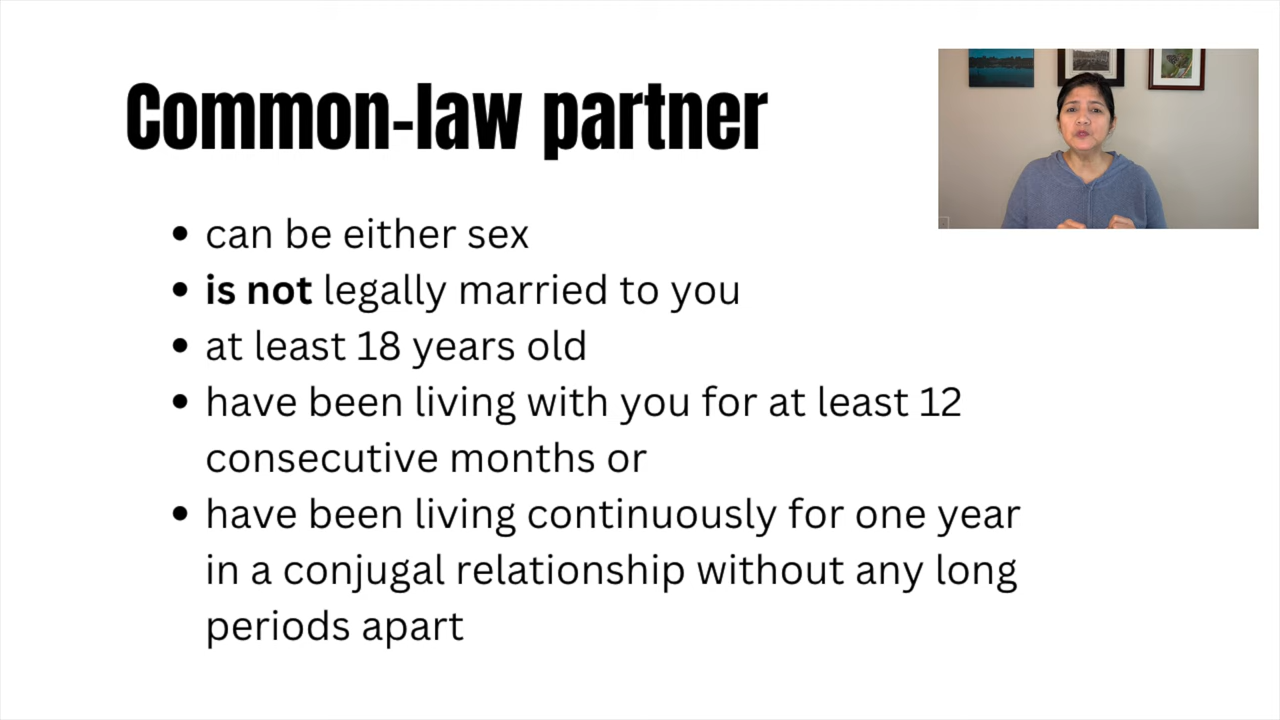 Common-law partner
• can be either sex
• is not legally married to you
• at least 18 years old
• have been living with you for at least 12
consecutive months or
• have been living continuously for one year
in a conjugal relationship without any long
periods apart